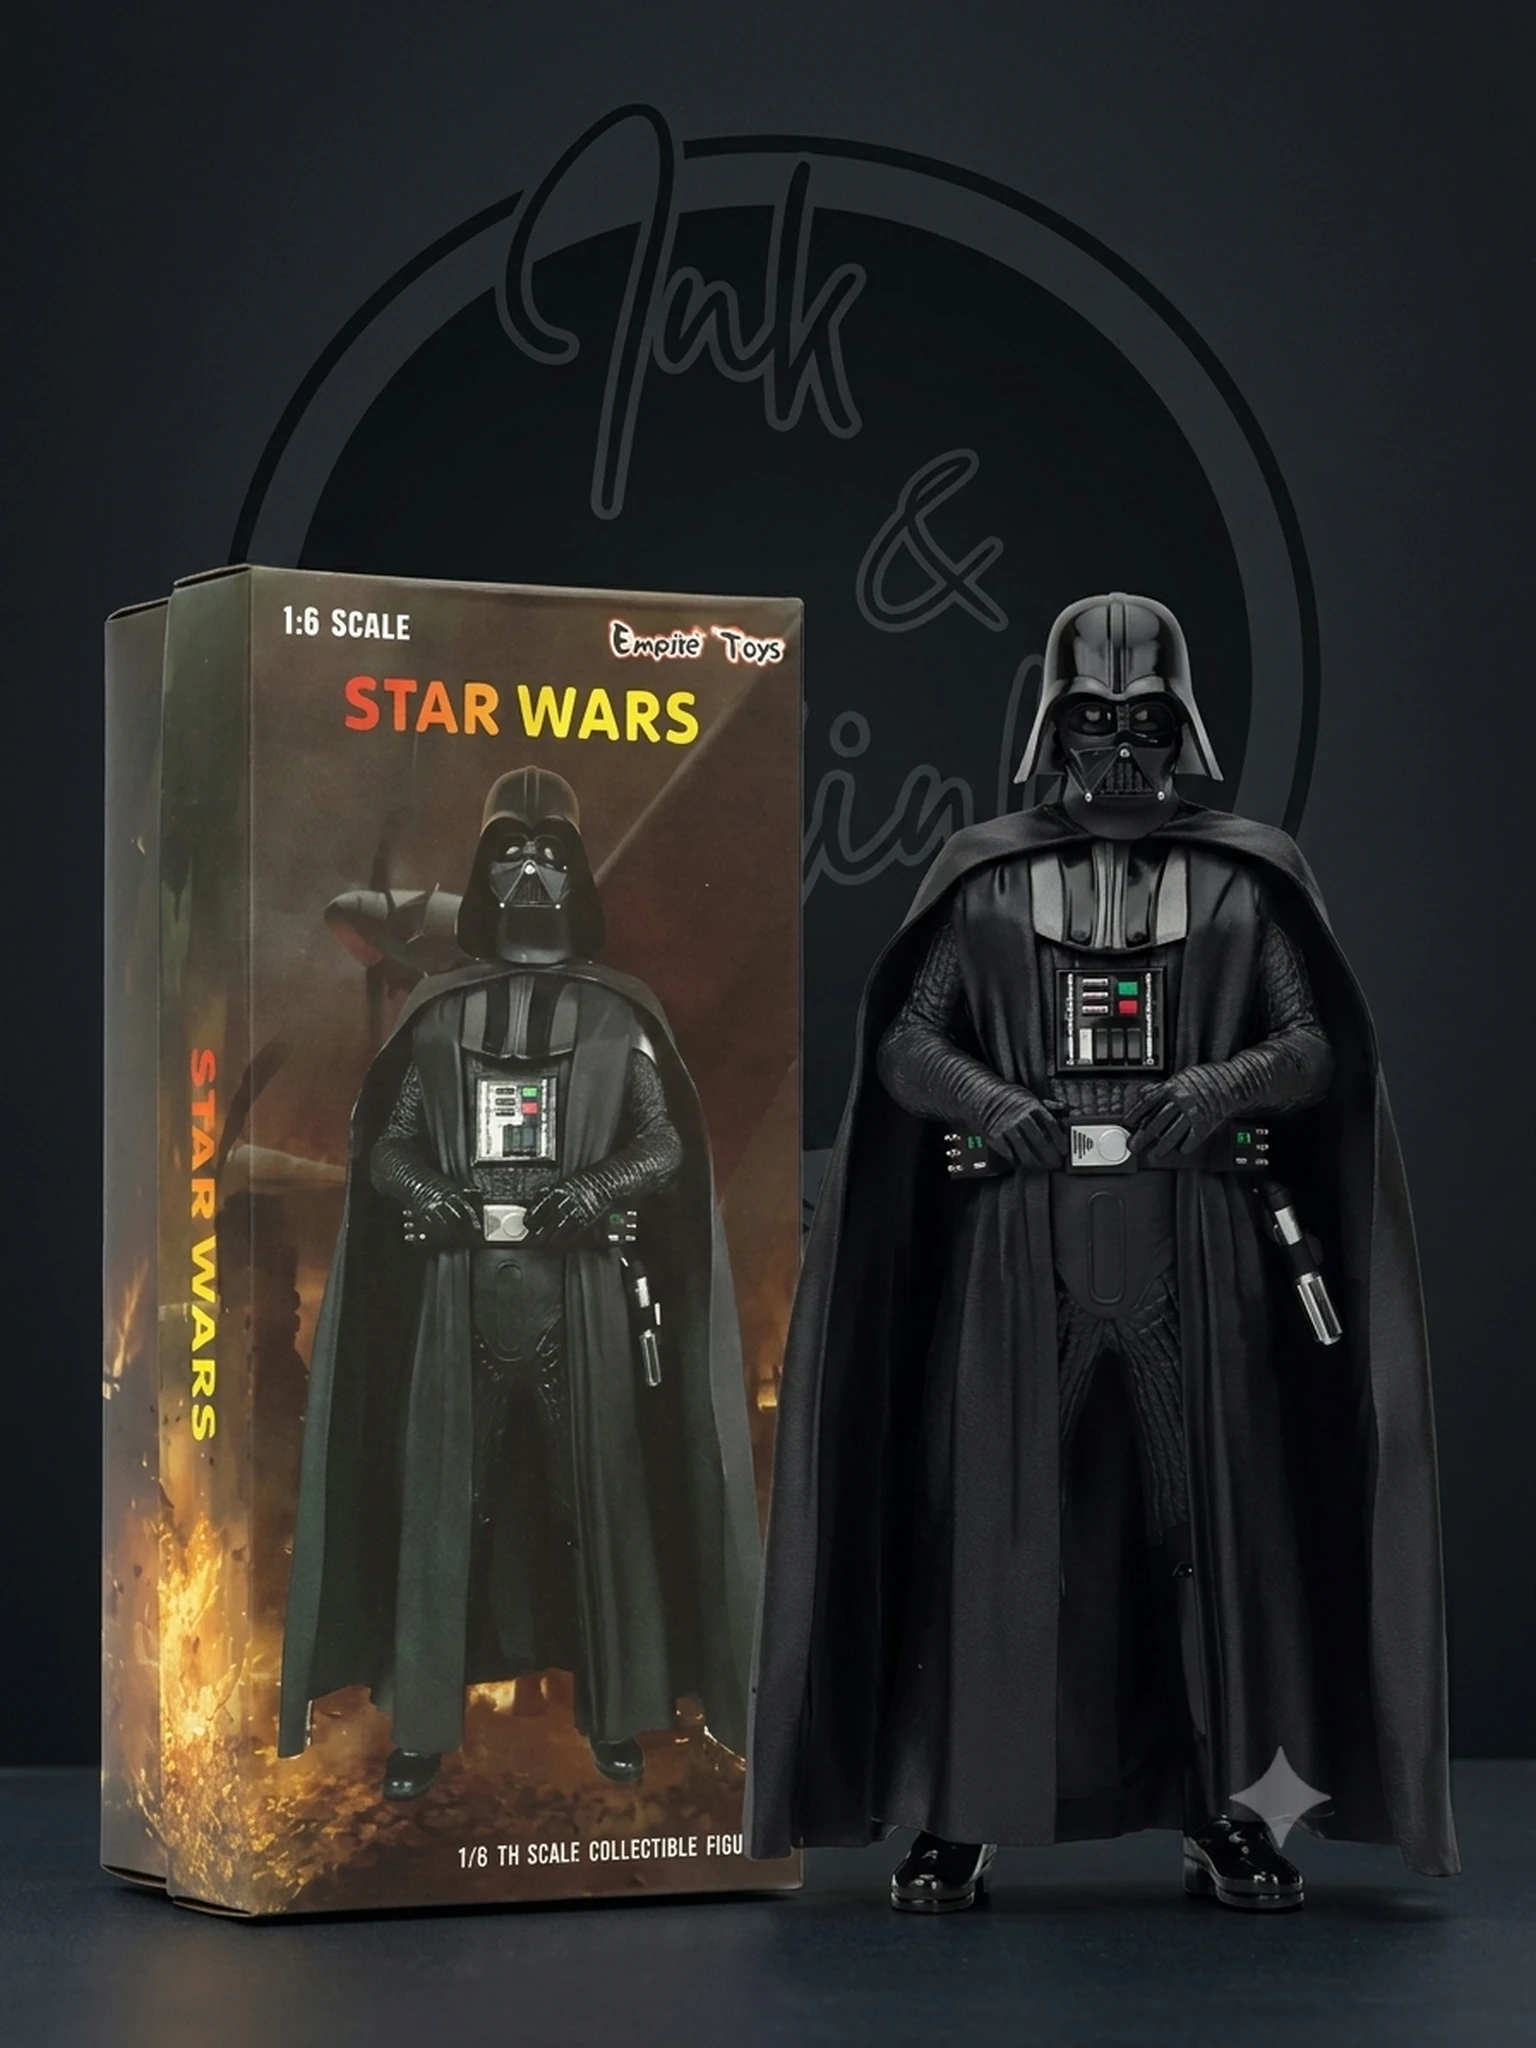 Ink
&
1:6 SCALE
Empire Toys
STAR WARS
STAR WARS
1/6 TH SCALE COLLECTIBLE FIGU